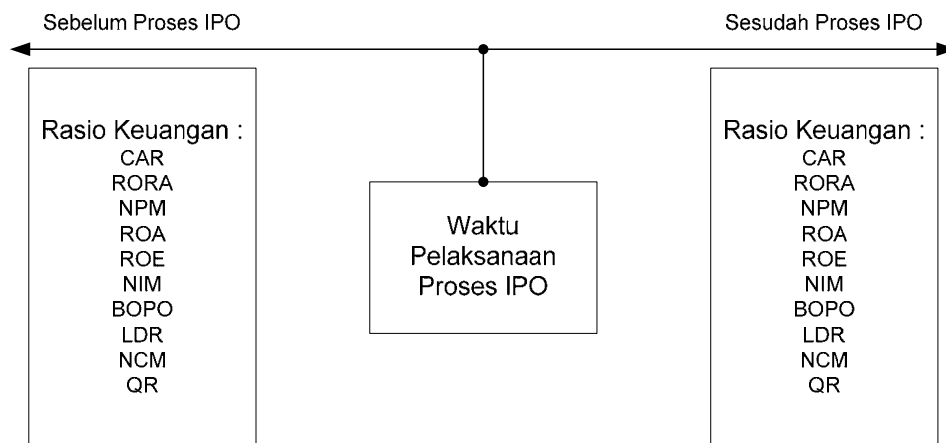 Sebelum Proses IPO
Sesudah Proses IPO
Rasio Keuangan :
CAR
RORA
NPM
ROA
ROE
NIM
BOPO
LDR
NCM
QR
Waktu
Pelaksanaan
Proses IPO
Rasio Keuangan :
CAR
RORA
NPM
ROA
ROE
NIM
BOPO
LDR
NCM
QR